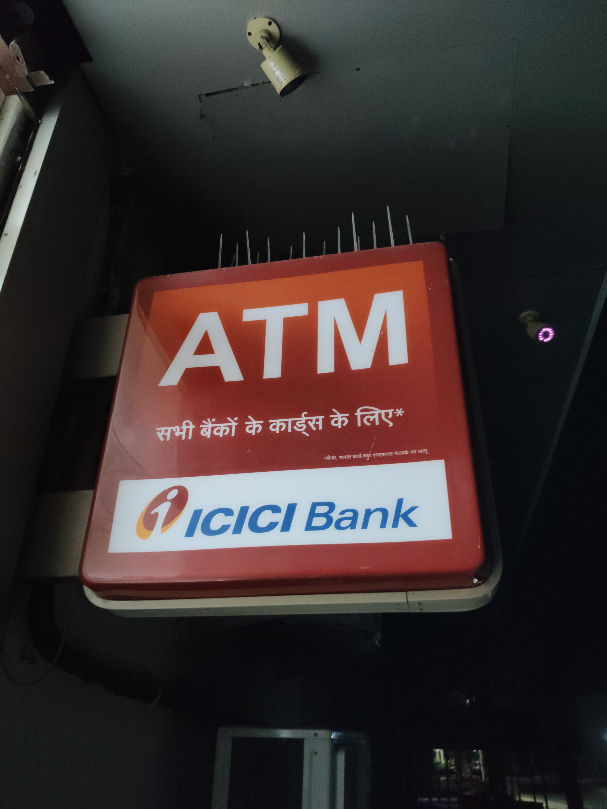 ATM
सभी बैंकों के कार्ड्स के लिए*
ICICI Bank